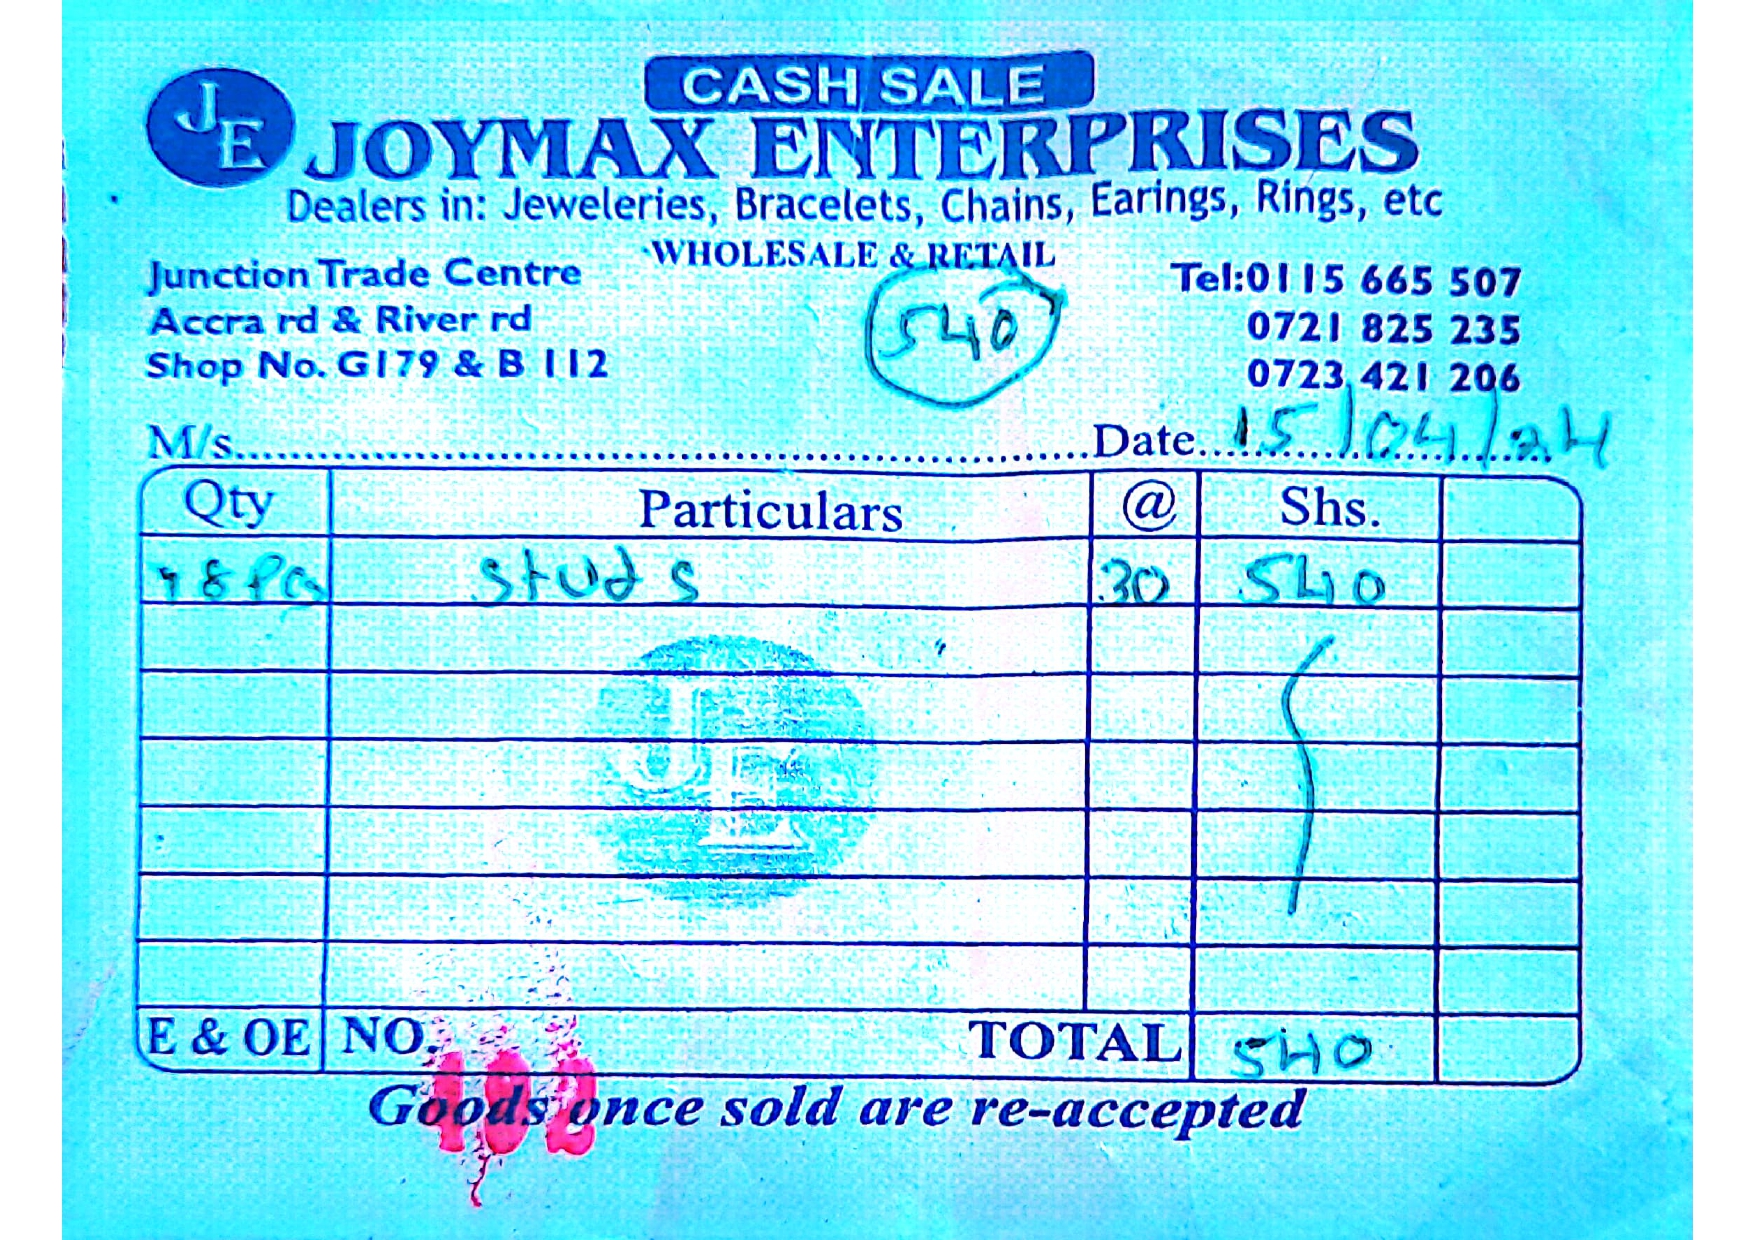 CASH SALE
JE JOYMAX ENTERPRISES
Dealers in: Jeweleries, Bracelets, Chains, Earings, Rings, etc
WHOLESALE & RETAIL
Junction Trade Centre
Accra rd & River rd
Shop No. G179 & B 112
540
Tel:0115 665 507
0721 825 235
0723 421 206
M/s. Date 15/04/24
Qty Particulars @ Shs.
18 studs 30 540
JE
E & OE NO. 402 TOTAL 540
Goods once sold are re-accepted